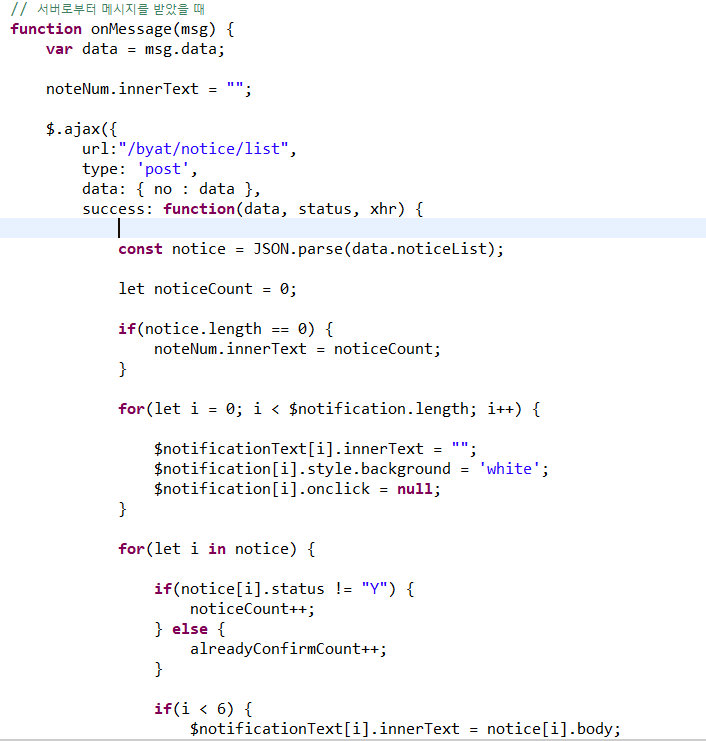 // 서버로부터 메시지를 받았을 때
function onMessage(msg) {
    var data = msg.data;

    noteNum.innerText = "";

    $.ajax({
        url:"/byat/notice/list",
        type: 'post',
        data: { no : data },
        success: function(data, status, xhr) {

            const notice = JSON.parse(data.noticeList);

            let noticeCount = 0;

            if(notice.length == 0) {
                noteNum.innerText = noticeCount;
            }

            for(let i = 0; i < $notification.length; i++) {

                $notificationText[i].innerText = "";
                $notification[i].style.background = 'white';
                $notification[i].onclick = null;
            }

            for(let i in notice) {

                if(notice[i].status != "Y") {
                    noticeCount++;
                } else {
                    alreadyConfirmCount++;
                }

                if(i < 6) {
                    $notificationText[i].innerText = notice[i].body;